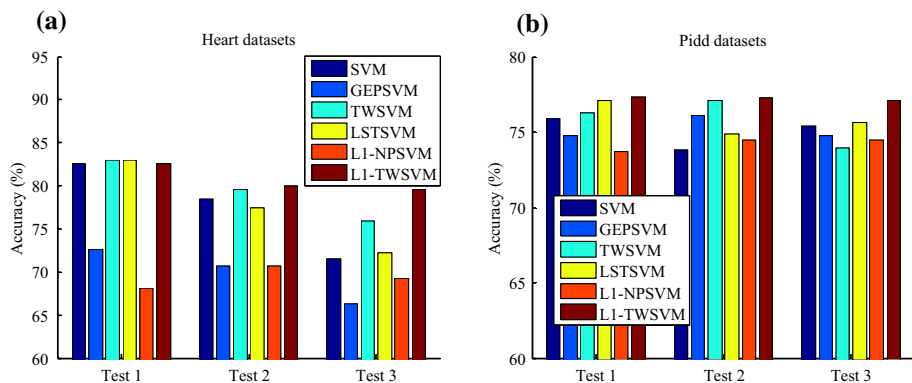 (a)
Heart datasets
Accuracy (%)
95
90
85
80
75
70
65
60
SVM
GEPSVM
TWSVM
LSTSVM
L1-NPSVM
L1-TWSVM
Test 1
Test 2
Test 3
(b)
Pidd datasets
Accuracy (%)
80
75
70
65
60
SVM
GEPSVM
TWSVM
LSTSVM
L1-NPSVM
L1-TWSVM
Test 1
Test 2
Test 3